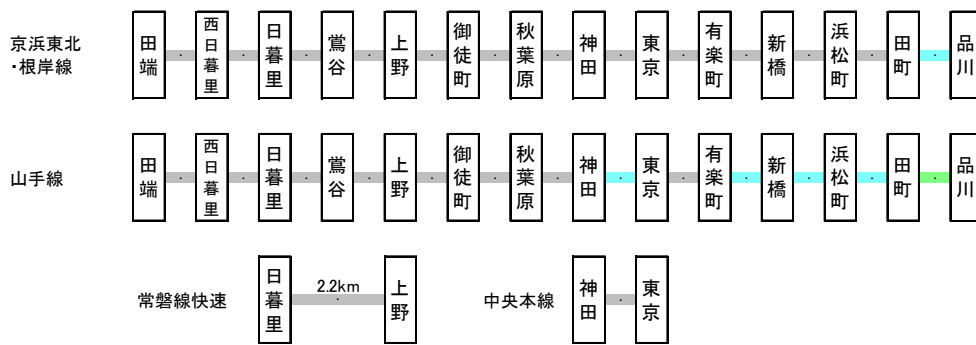 京浜東北
・根岸線
田端 西日暮里 日暮里 鶯谷 上野 御徒町 秋葉原 神田 東京 有楽町 新橋 浜松町 田町 品川
山手線
田端 西日暮里 日暮里 鶯谷 上野 御徒町 秋葉原 神田 東京 有楽町 新橋 浜松町 田町 品川
常磐線快速 日暮里 2.2km 上野 中央本線 神田 東京